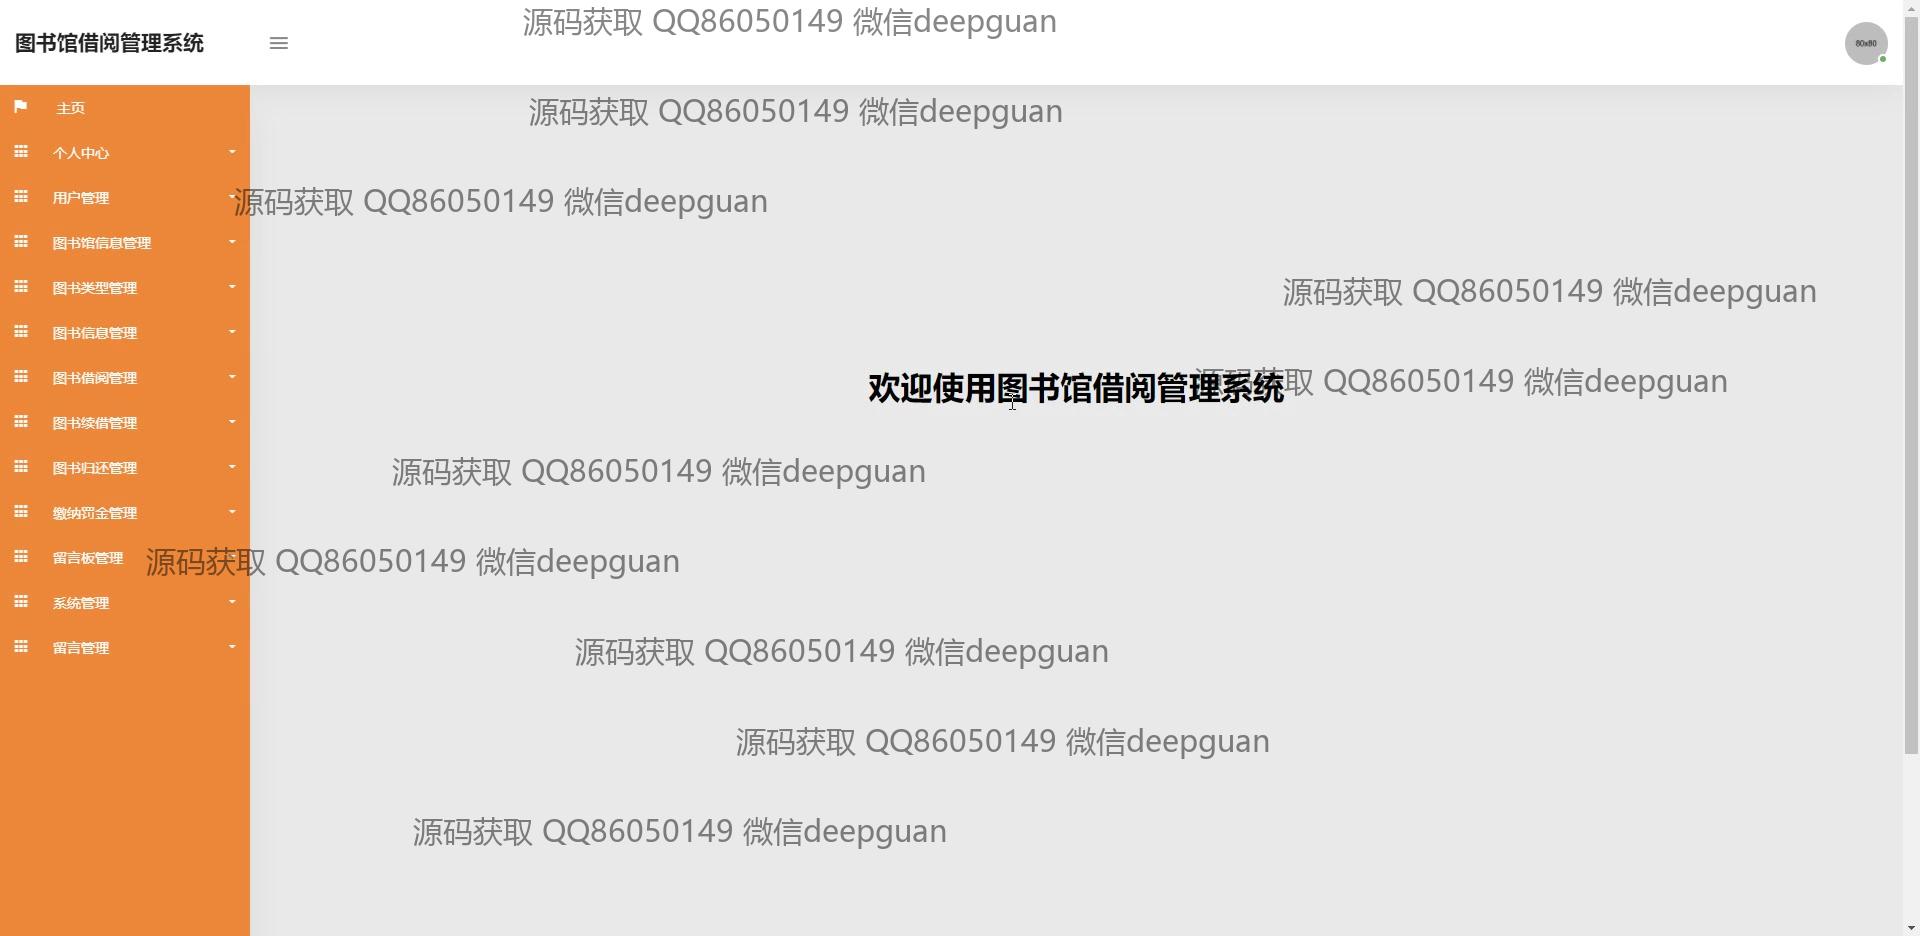 源码获取 QQ86050149 微信deepguan
图书馆借阅管理系统
80x80
主页
源码获取 QQ86050149 微信deepguan
个人中心
用户管理
源码获取 QQ86050149 微信deepguan
图书馆信息管理
图书类型管理
源码获取 QQ86050149 微信deepguan
图书信息管理
图书借阅管理
欢迎使用图书馆借阅管理系统
源码获取 QQ86050149 微信deepguan
图书续借管理
图书归还管理
源码获取 QQ86050149 微信deepguan
缴纳罚金管理
留言板管理
源码获取 QQ86050149 微信deepguan
系统管理
留言管理
源码获取 QQ86050149 微信deepguan
源码获取 QQ86050149 微信deepguan
源码获取 QQ86050149 微信deepguan